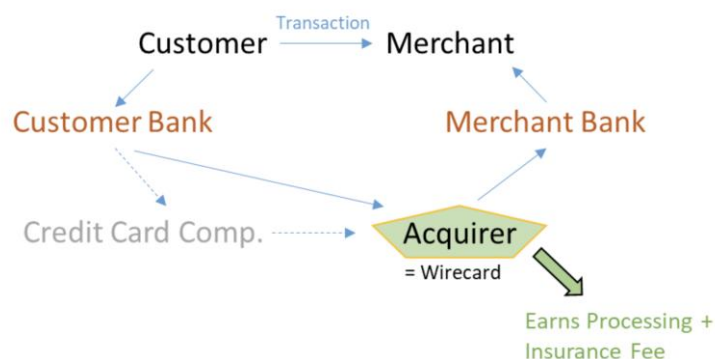 Transaction
Customer
Merchant
Customer Bank
Merchant Bank
Credit Card Comp.
Acquirer
= Wirecard
Earns Processing +
Insurance Fee